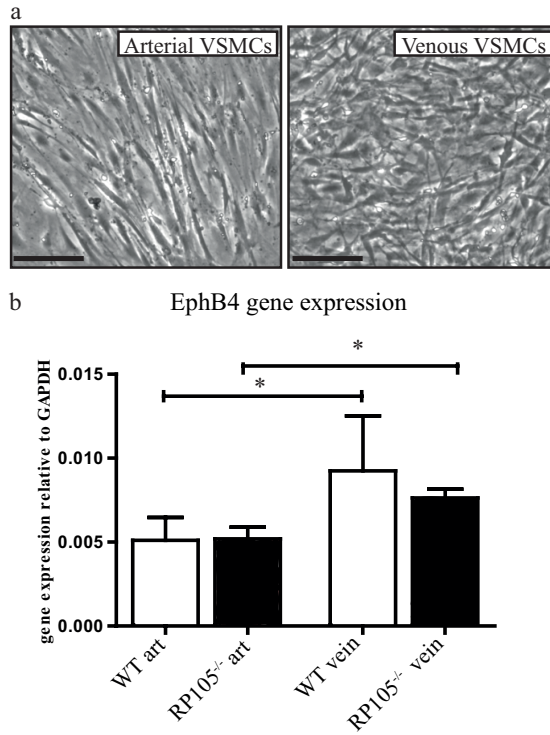 a
Arterial VSMCs
Venous VSMCs
b
EphB4 gene expression
gene expression relative to GAPDH
0.015
0.010
0.005
0.000
*
*
WT art
RP105-/- art
WT vein
RP105-/- vein